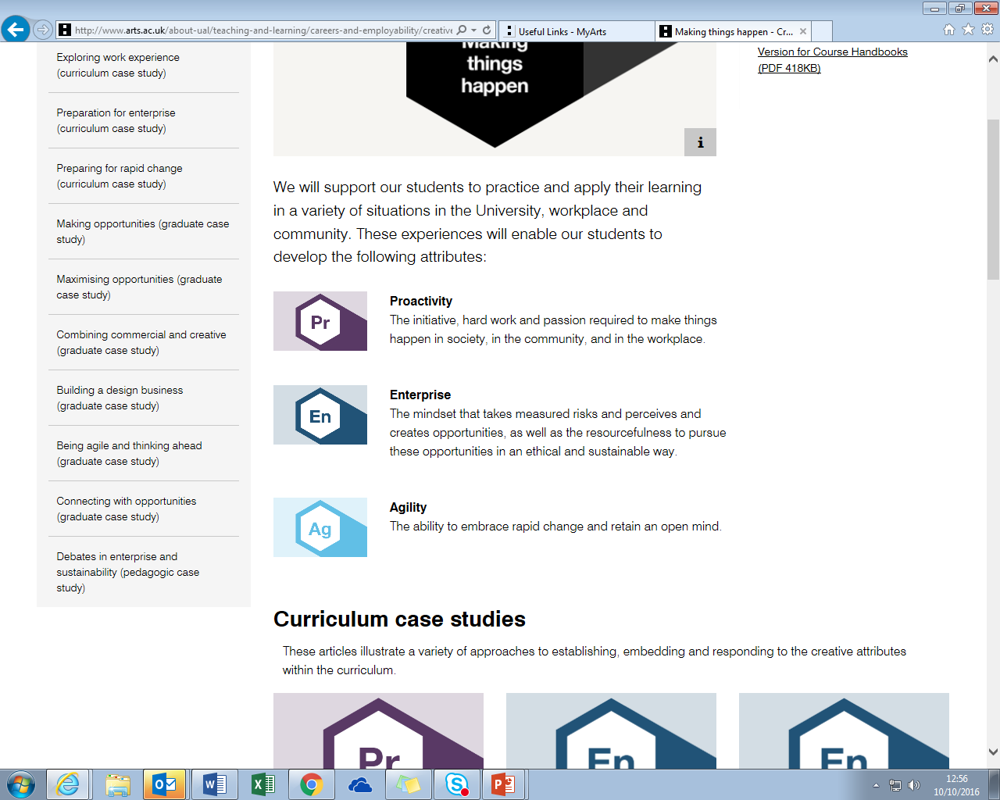 http://www.arts.ac.uk/about-ual/teaching-and-learning/careers-and-employability/creative
Useful Links - MyArts
Making things happen - Cr...
Exploring work experience
(curriculum case study)
Preparation for enterprise
(curriculum case study)
Preparing for rapid change
(curriculum case study)
Making opportunities (graduate case
study)
Maximising opportunities (graduate
case study)
Combining commercial and creative
(graduate case study)
Building a design business
(graduate case study)
Being agile and thinking ahead
(graduate case study)
Connecting with opportunities
(graduate case study)
Debates in enterprise and
sustainability (pedagogic case
study)
Making
things
happen
i
Version for Course Handbooks
(PDF 418KB)
We will support our students to practice and apply their learning
in a variety of situations in the University, workplace and
community. These experiences will enable our students to
develop the following attributes:
Pr
Proactivity
The initiative, hard work and passion required to make things
happen in society, in the community, and in the workplace.
En
Enterprise
The mindset that takes measured risks and perceives and
creates opportunities, as well as the resourcefulness to pursue
these opportunities in an ethical and sustainable way.
Ag
Agility
The ability to embrace rapid change and retain an open mind.
Curriculum case studies
These articles illustrate a variety of approaches to establishing, embedding and responding to the creative attributes
within the curriculum.
Pr
En
En
12:56
10/10/2016